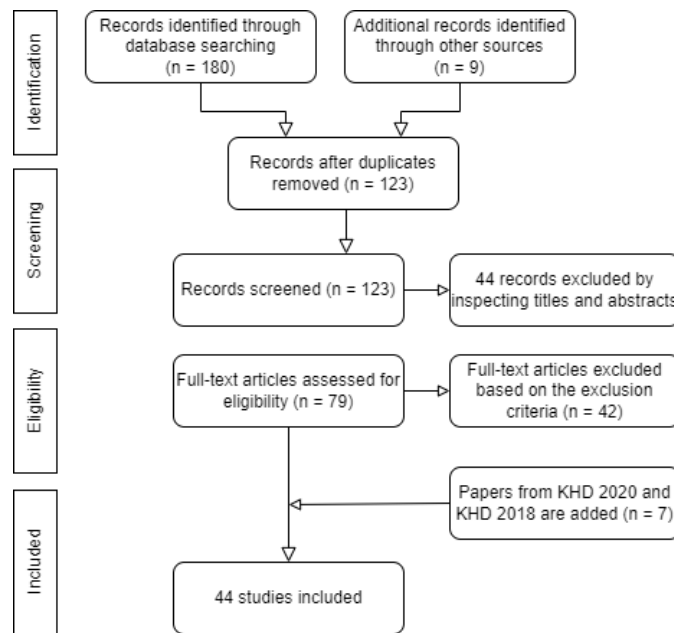 Identification
Records identified through
database searching
(n = 180)
Additional records identified
through other sources
(n = 9)
Records after duplicates
removed (n = 123)
Screening
Records screened (n = 123)
44 records excluded by
inspecting titles and abstracts
Eligibility
Full-text articles assessed for
eligibility (n = 79)
Full-text articles excluded
based on the exclusion
criteria (n = 42)
Included
Papers from KHD 2020 and
KHD 2018 are added (n = 7)
44 studies included